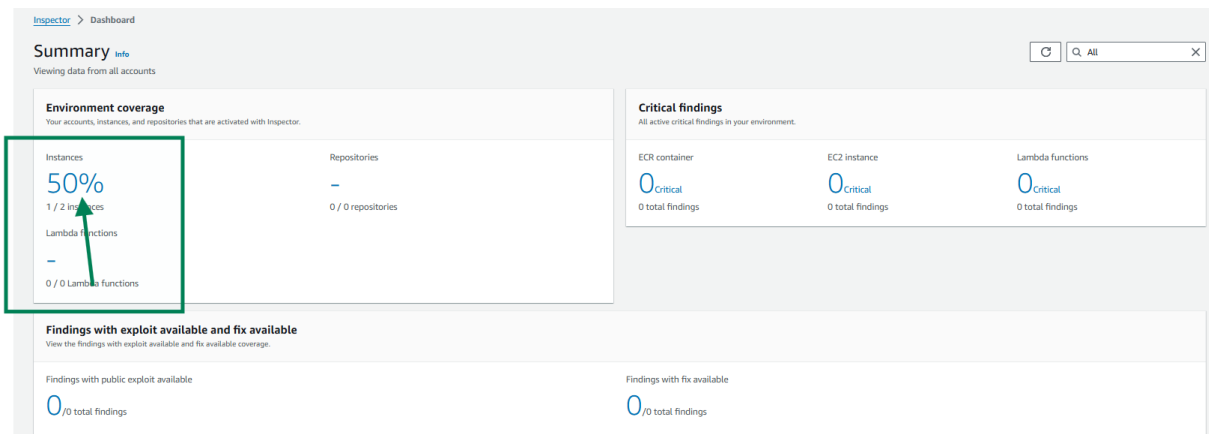 Inspector > Dashboard
Summary Info
Viewing data from all accounts
All
Environment coverage
Your accounts, instances, and repositories that are activated with Inspector.
Instances
50%
1 / 2 instances
Repositories
-
0 / 0 repositories
Lambda functions
-
0 / 0 Lambda functions
Critical findings
All active critical findings in your environment.
ECR container
0 Critical
0 total findings
EC2 instance
0 Critical
0 total findings
Lambda functions
0 Critical
0 total findings
Findings with exploit available and fix available
View the findings with exploit available and fix available coverage.
Findings with public exploit available
0 /0 total findings
Findings with fix available
0 /0 total findings